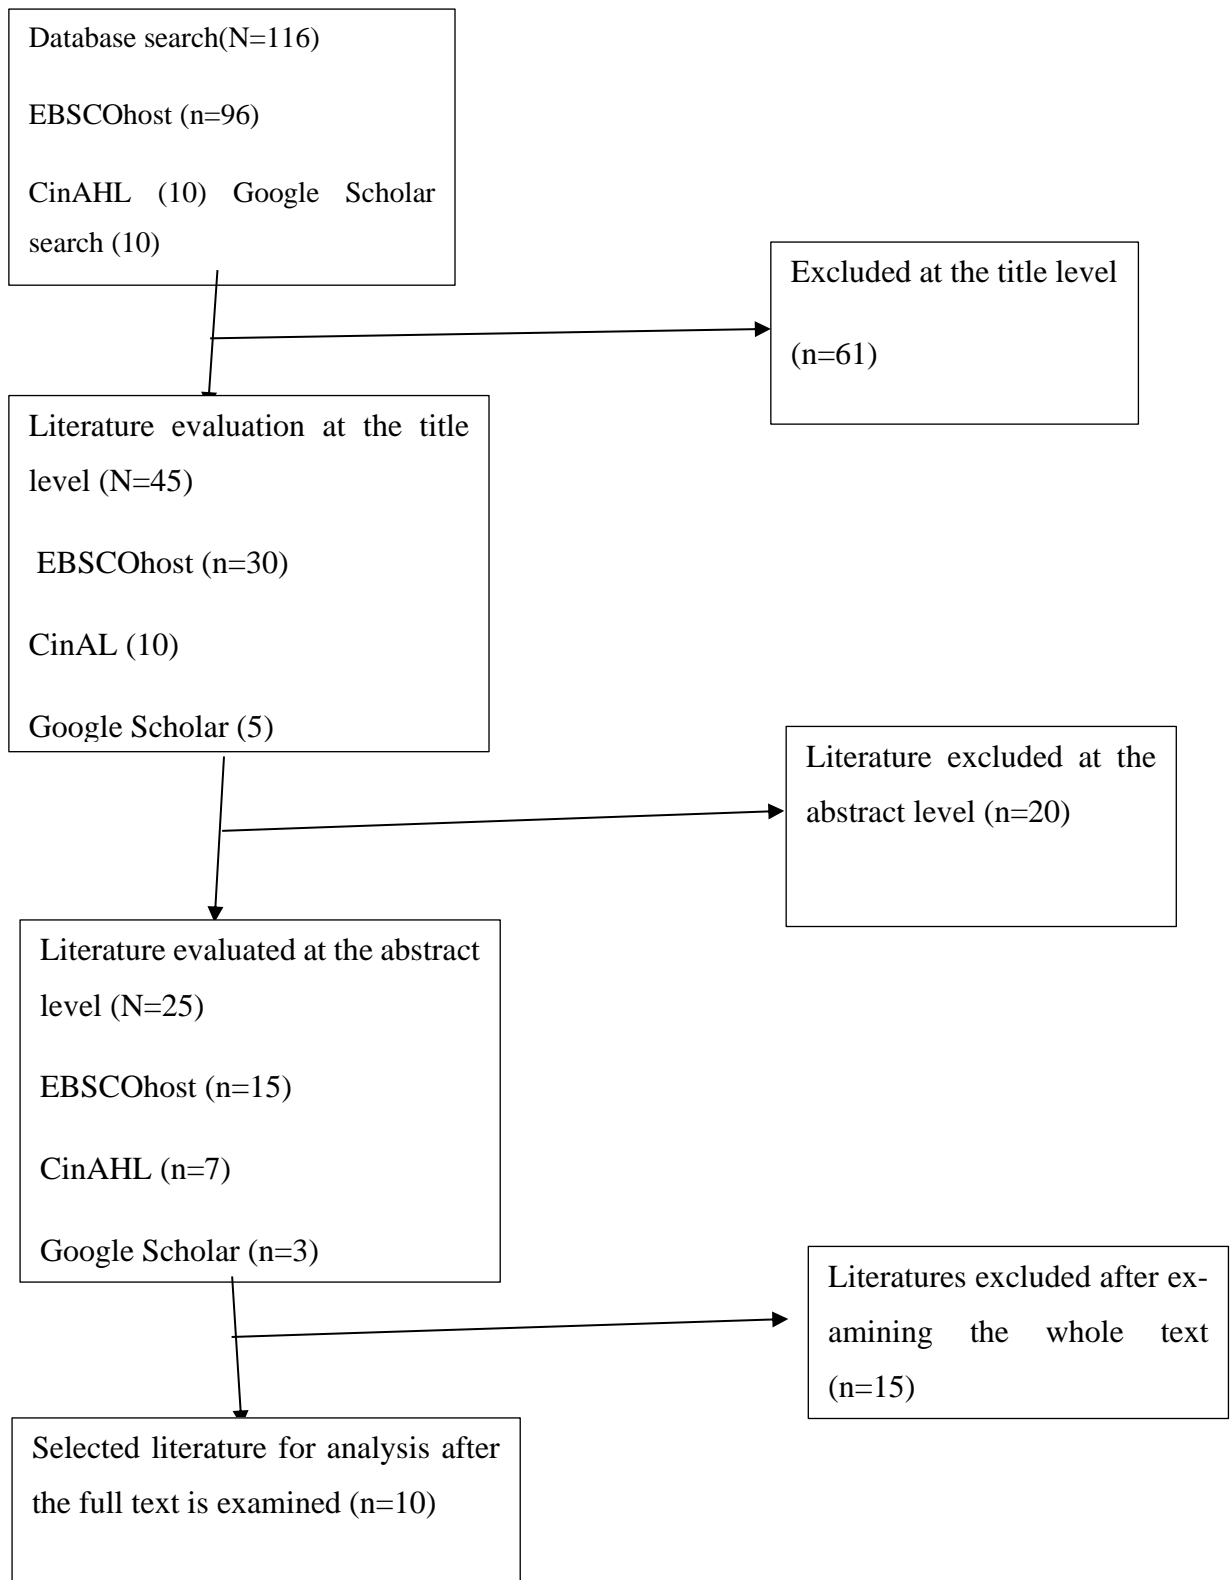 Database search(N=116)
EBSCOhost (n=96)
CinAHL (10) Google Scholar
search (10)
Excluded at the title level
(n=61)
Literature evaluation at the title
level (N=45)
EBSCOhost (n=30)
CinAL (10)
Google Scholar (5)
Literature excluded at the
abstract level (n=20)
Literature evaluated at the abstract
level (N=25)
EBSCOhost (n=15)
CinAHL (n=7)
Google Scholar (n=3)
Literatures excluded after ex-
amining the whole text
(n=15)
Selected literature for analysis after
the full text is examined (n=10)